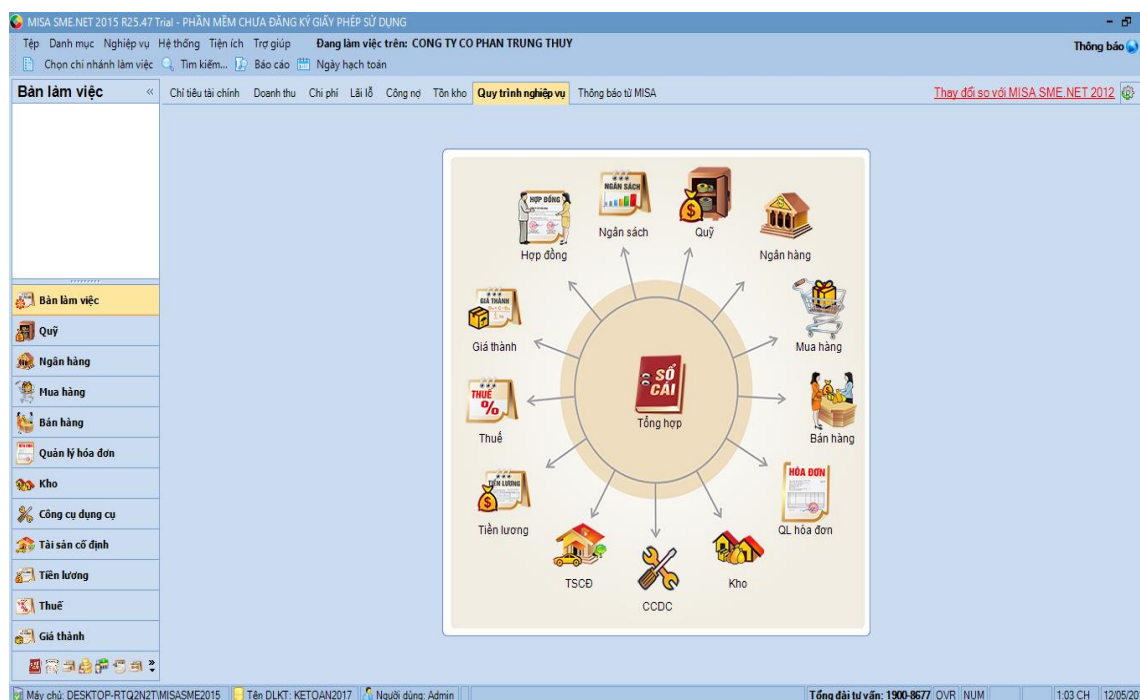 MISA SME.NET 2015 R25.47 Trial - PHẦN MỀM CHƯA ĐĂNG KÝ GIẤY PHÉP SỬ DỤNG
Tệp Danh mục Nghiệp vụ Hệ thống Tiện ích Trợ giúp Đang làm việc trên: CONG TY CO PHAN TRUNG THUY Thông báo
Chọn chi nhánh làm việc Tìm kiếm... Báo cáo Ngày hạch toán
Bàn làm việc « Chỉ tiêu tài chính Doanh thu Chi phí Lãi lỗ Công nợ Tồn kho Quy trình nghiệp vụ Thông báo từ MISA Thay đổi so với MISA SME.NET 2012
Bàn làm việc
Quỹ
Ngân hàng
Mua hàng
Bán hàng
Quản lý hóa đơn
Kho
Công cụ dụng cụ
Tài sản cố định
Tiền lương
Thuế
Giá thành
NGÂN SÁCH
HỢP ĐỒNG
Ngân sách
Quỹ
Hợp đồng
Ngân hàng
GIÁ THÀNH
Giá thành
Mua hàng
SỔ
CÁI
Tổng hợp
THUẾ
%
Thuế
Bán hàng
TIỀN LƯƠNG
Tiền lương
HÓA ĐƠN
QL hóa đơn
TSCĐ
CCDC
Kho
Máy chủ: DESKTOP-RTQ2N2T\MISASME2015 Tên DLKT: KETOAN2017 Người dùng: Admin Tổng đài tư vấn: 1900-8677 OVR NUM 1:03 CH 12/05/20